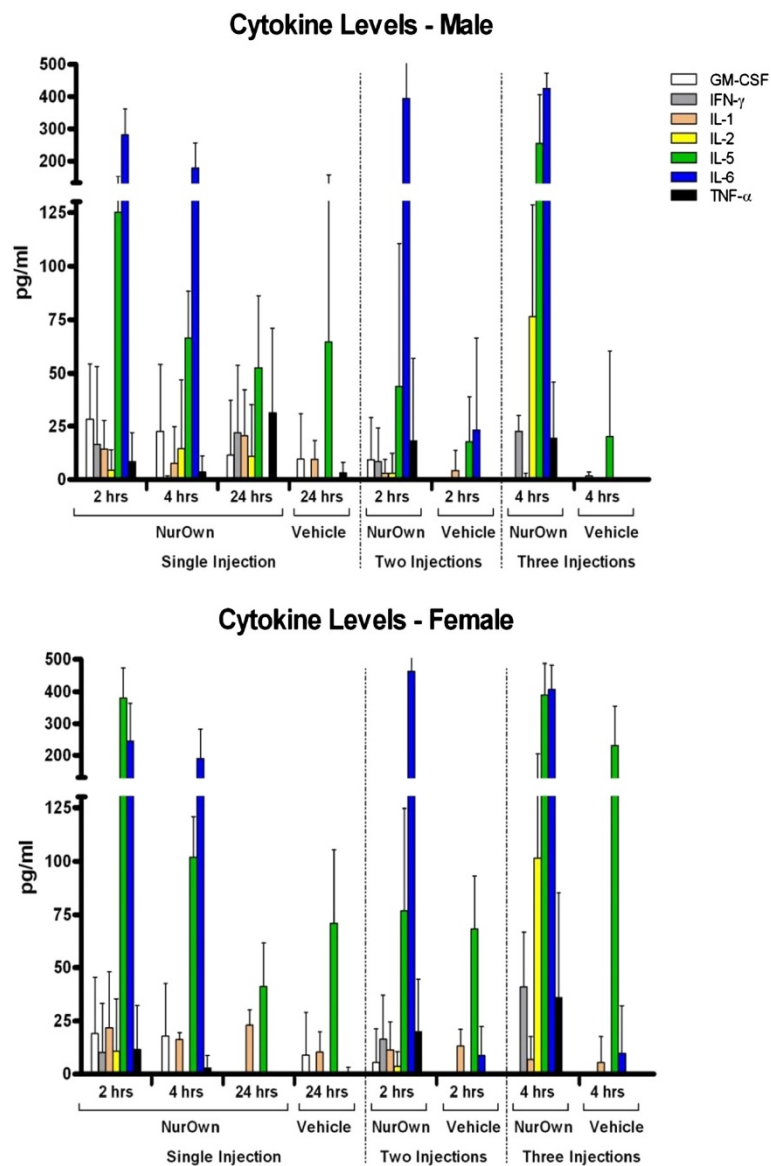 Cytokine Levels - Male
500
400
300
200
125
100
75
50
25
0
pg/ml
GM-CSF
IFN-γ
IL-1
IL-2
IL-5
IL-6
TNF-α
2 hrs 4 hrs 24 hrs 24 hrs 2 hrs 2 hrs 4 hrs 4 hrs
NurOwn Vehicle NurOwn Vehicle NurOwn Vehicle
Single Injection Two Injections Three Injections
Cytokine Levels - Female
500
400
300
200
125
100
75
50
25
0
pg/ml
2 hrs 4 hrs 24 hrs 24 hrs 2 hrs 2 hrs 4 hrs 4 hrs
NurOwn Vehicle NurOwn Vehicle NurOwn Vehicle
Single Injection Two Injections Three Injections